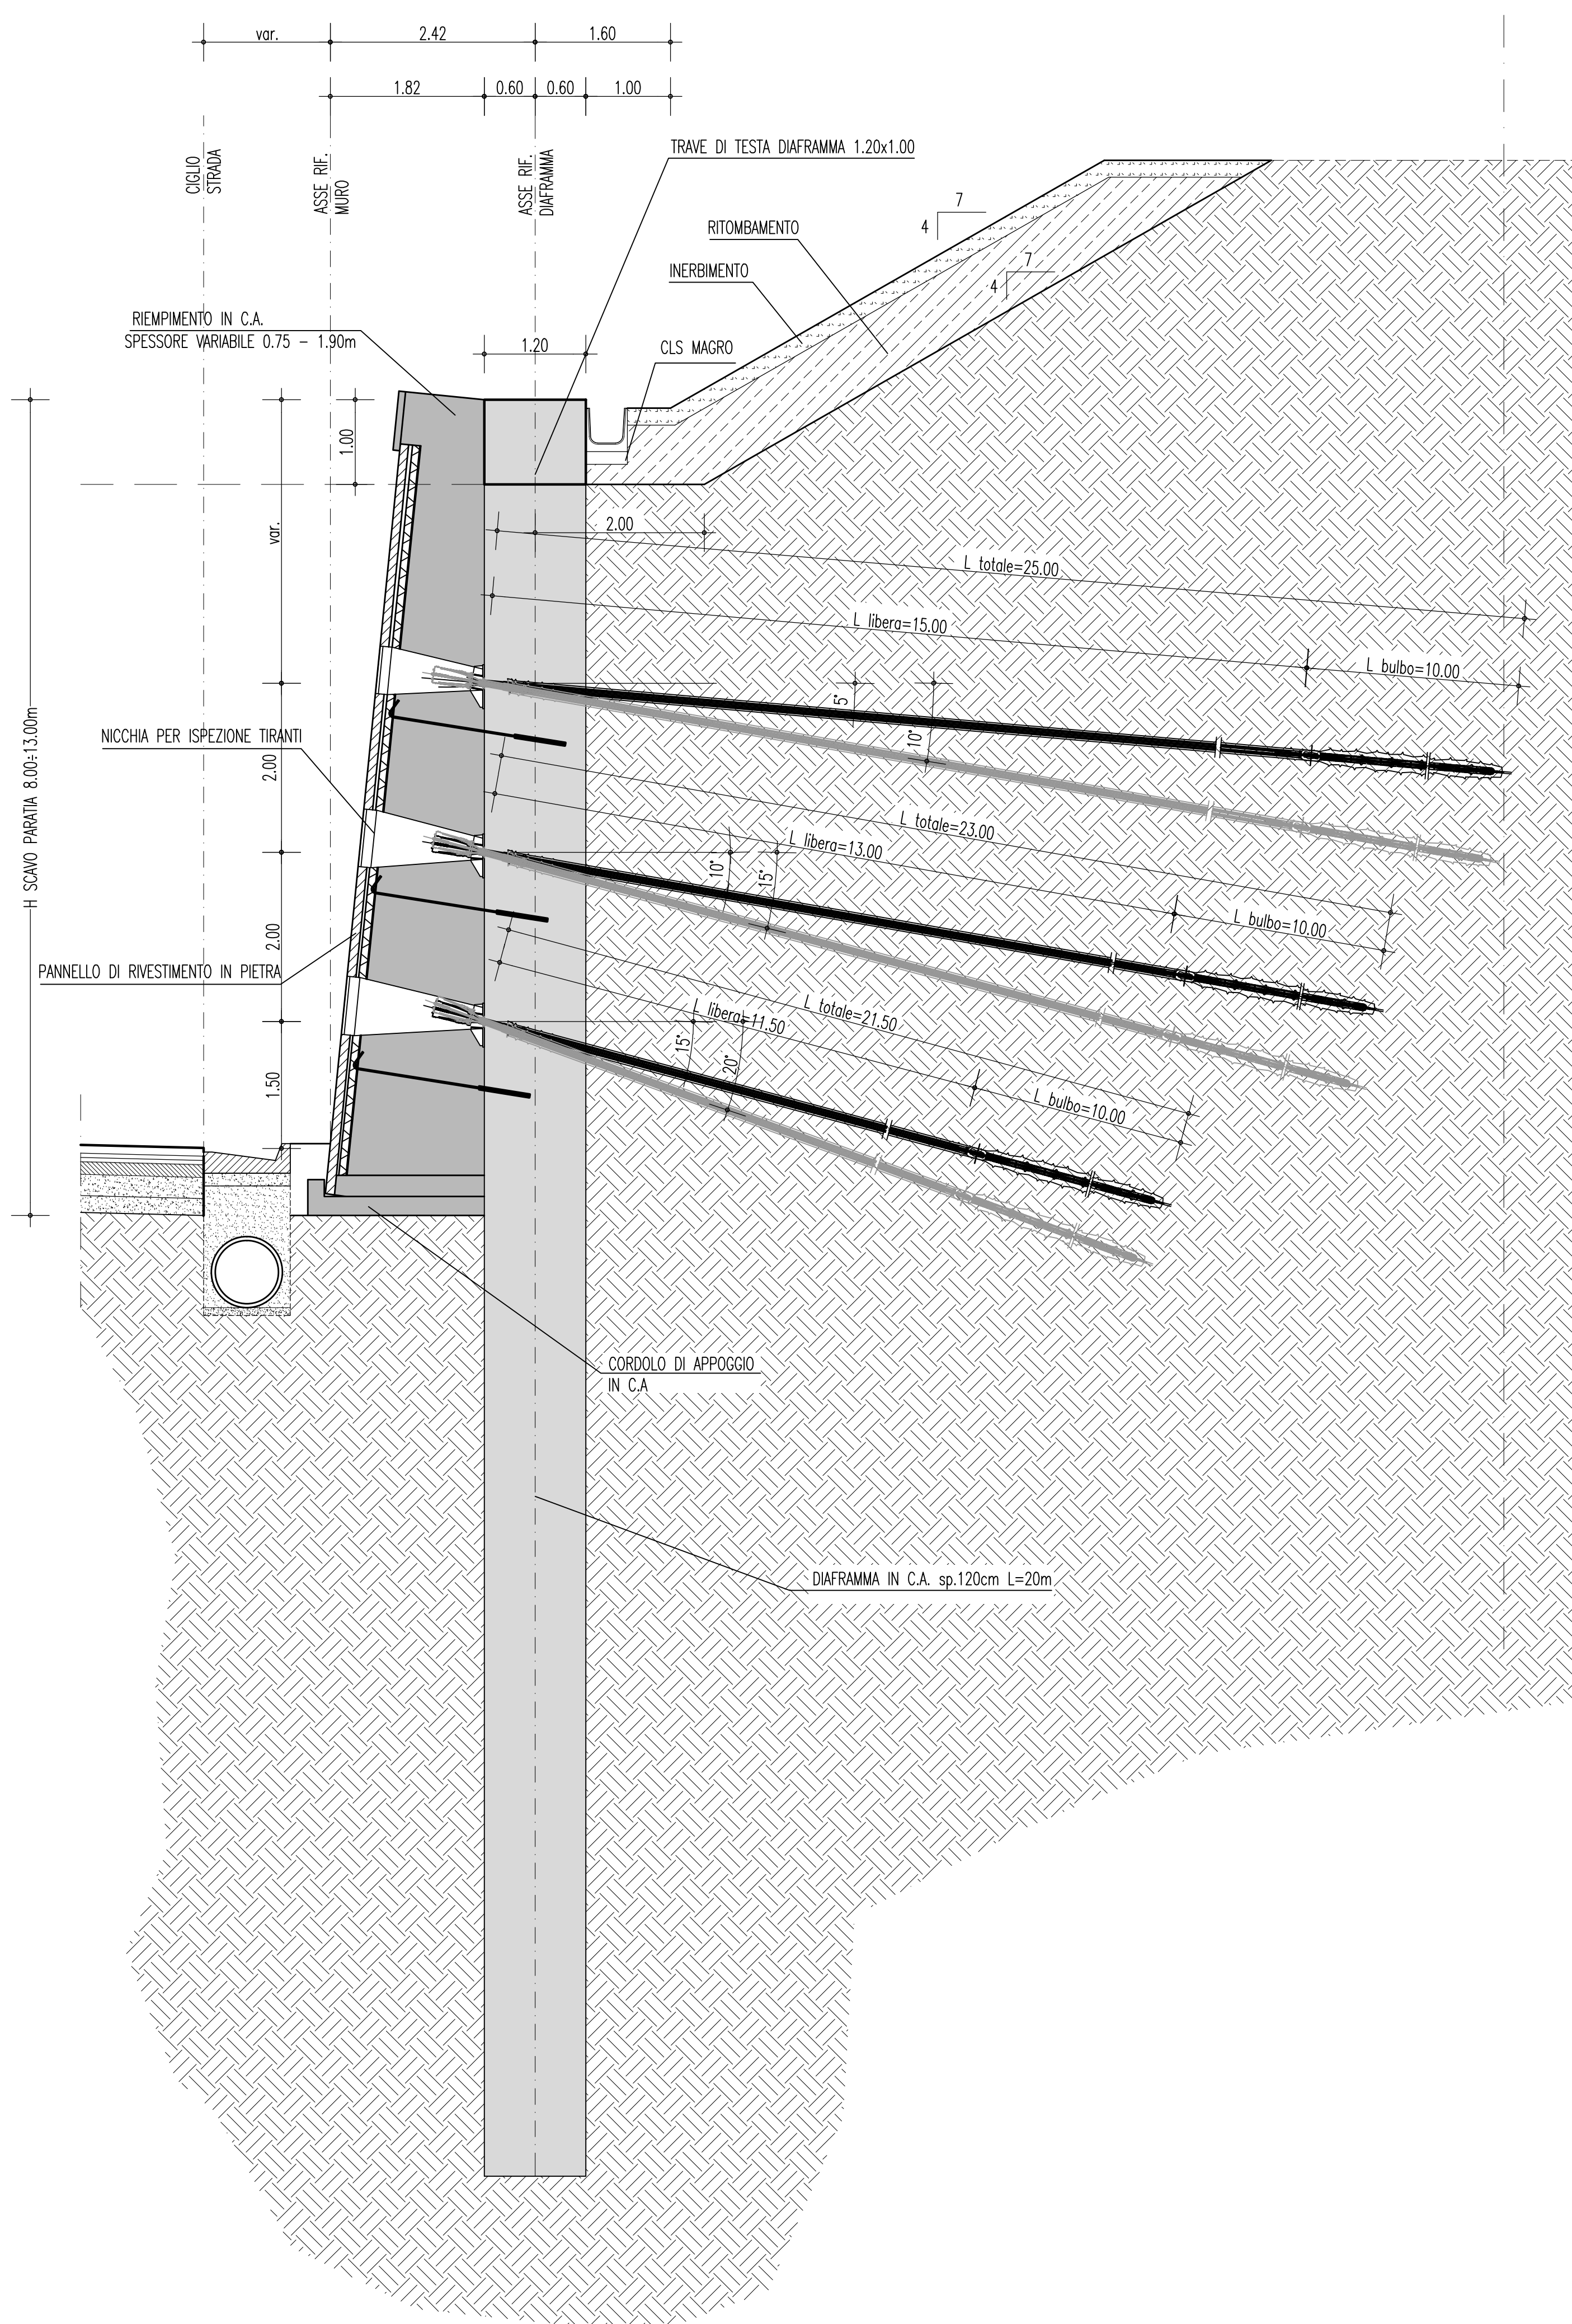 var.
2.42
1.60
1.82
0.60
0.60
1.00
CIGLIO
STRADA
ASSE RIF.
MURO
ASSE RIF.
DIAFRAMMA
TRAVE DI TESTA DIAFRAMMA 1.20x1.00
7
4
RITOMBAMENTO
INERBIMENTO
7
4
RIEMPIMENTO IN C.A.
SPESSORE VARIABILE 0.75 - 1.90m
1.20
CLS MAGRO
1.00
var.
2.00
L totale=25.00
L libera=15.00
L bulbo=10.00
5°
10°
H SCAVO PARATIA 8.00÷13.00m
NICCHIA PER ISPEZIONE TIRANTI
2.00
L totale=23.00
L libera=13.00
10°
15°
L bulbo=10.00
2.00
PANNELLO DI RIVESTIMENTO IN PIETRA
L totale=21.50
L libera=11.50
15°
20°
L bulbo=10.00
1.50
CORDOLO DI APPOGGIO
IN C.A
DIAFRAMMA IN C.A. sp.120cm L=20m